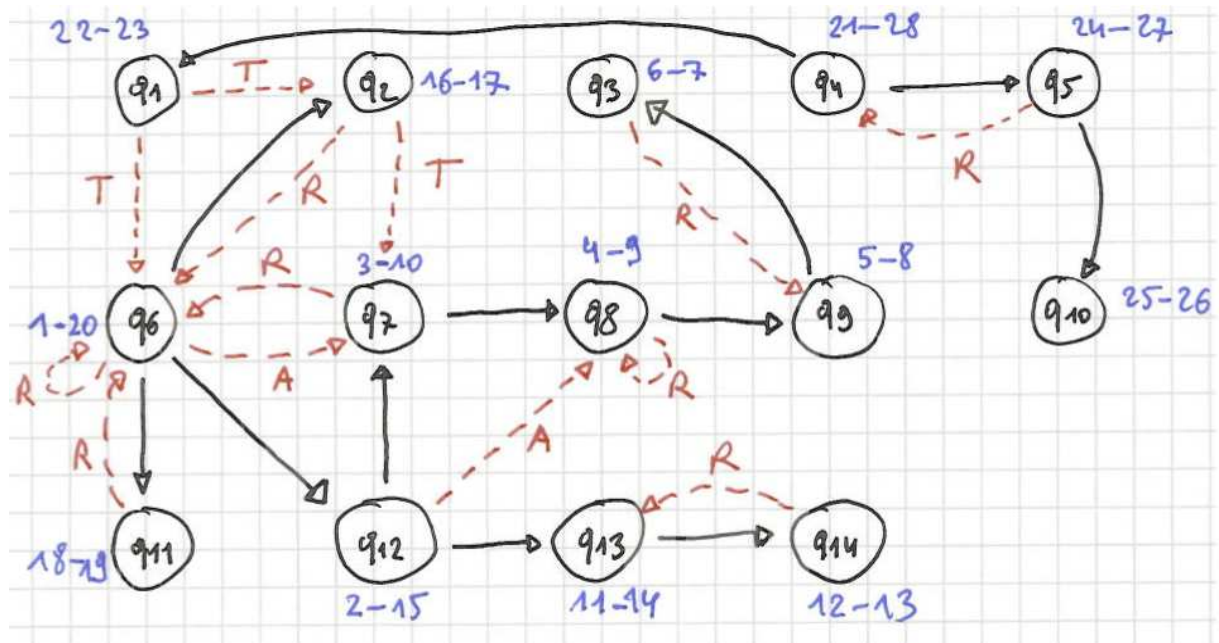 22-23 21-28 24-27
q1 T q2 16-17 q3 6-7 q4 q5
R
T R T
R
3-10 4-9 5-8
1-20 q6 R q7 q8 q9 q10 25-26
R A R
R A R
18-19 q11 q12 q13 q14
2-15 11-14 12-13